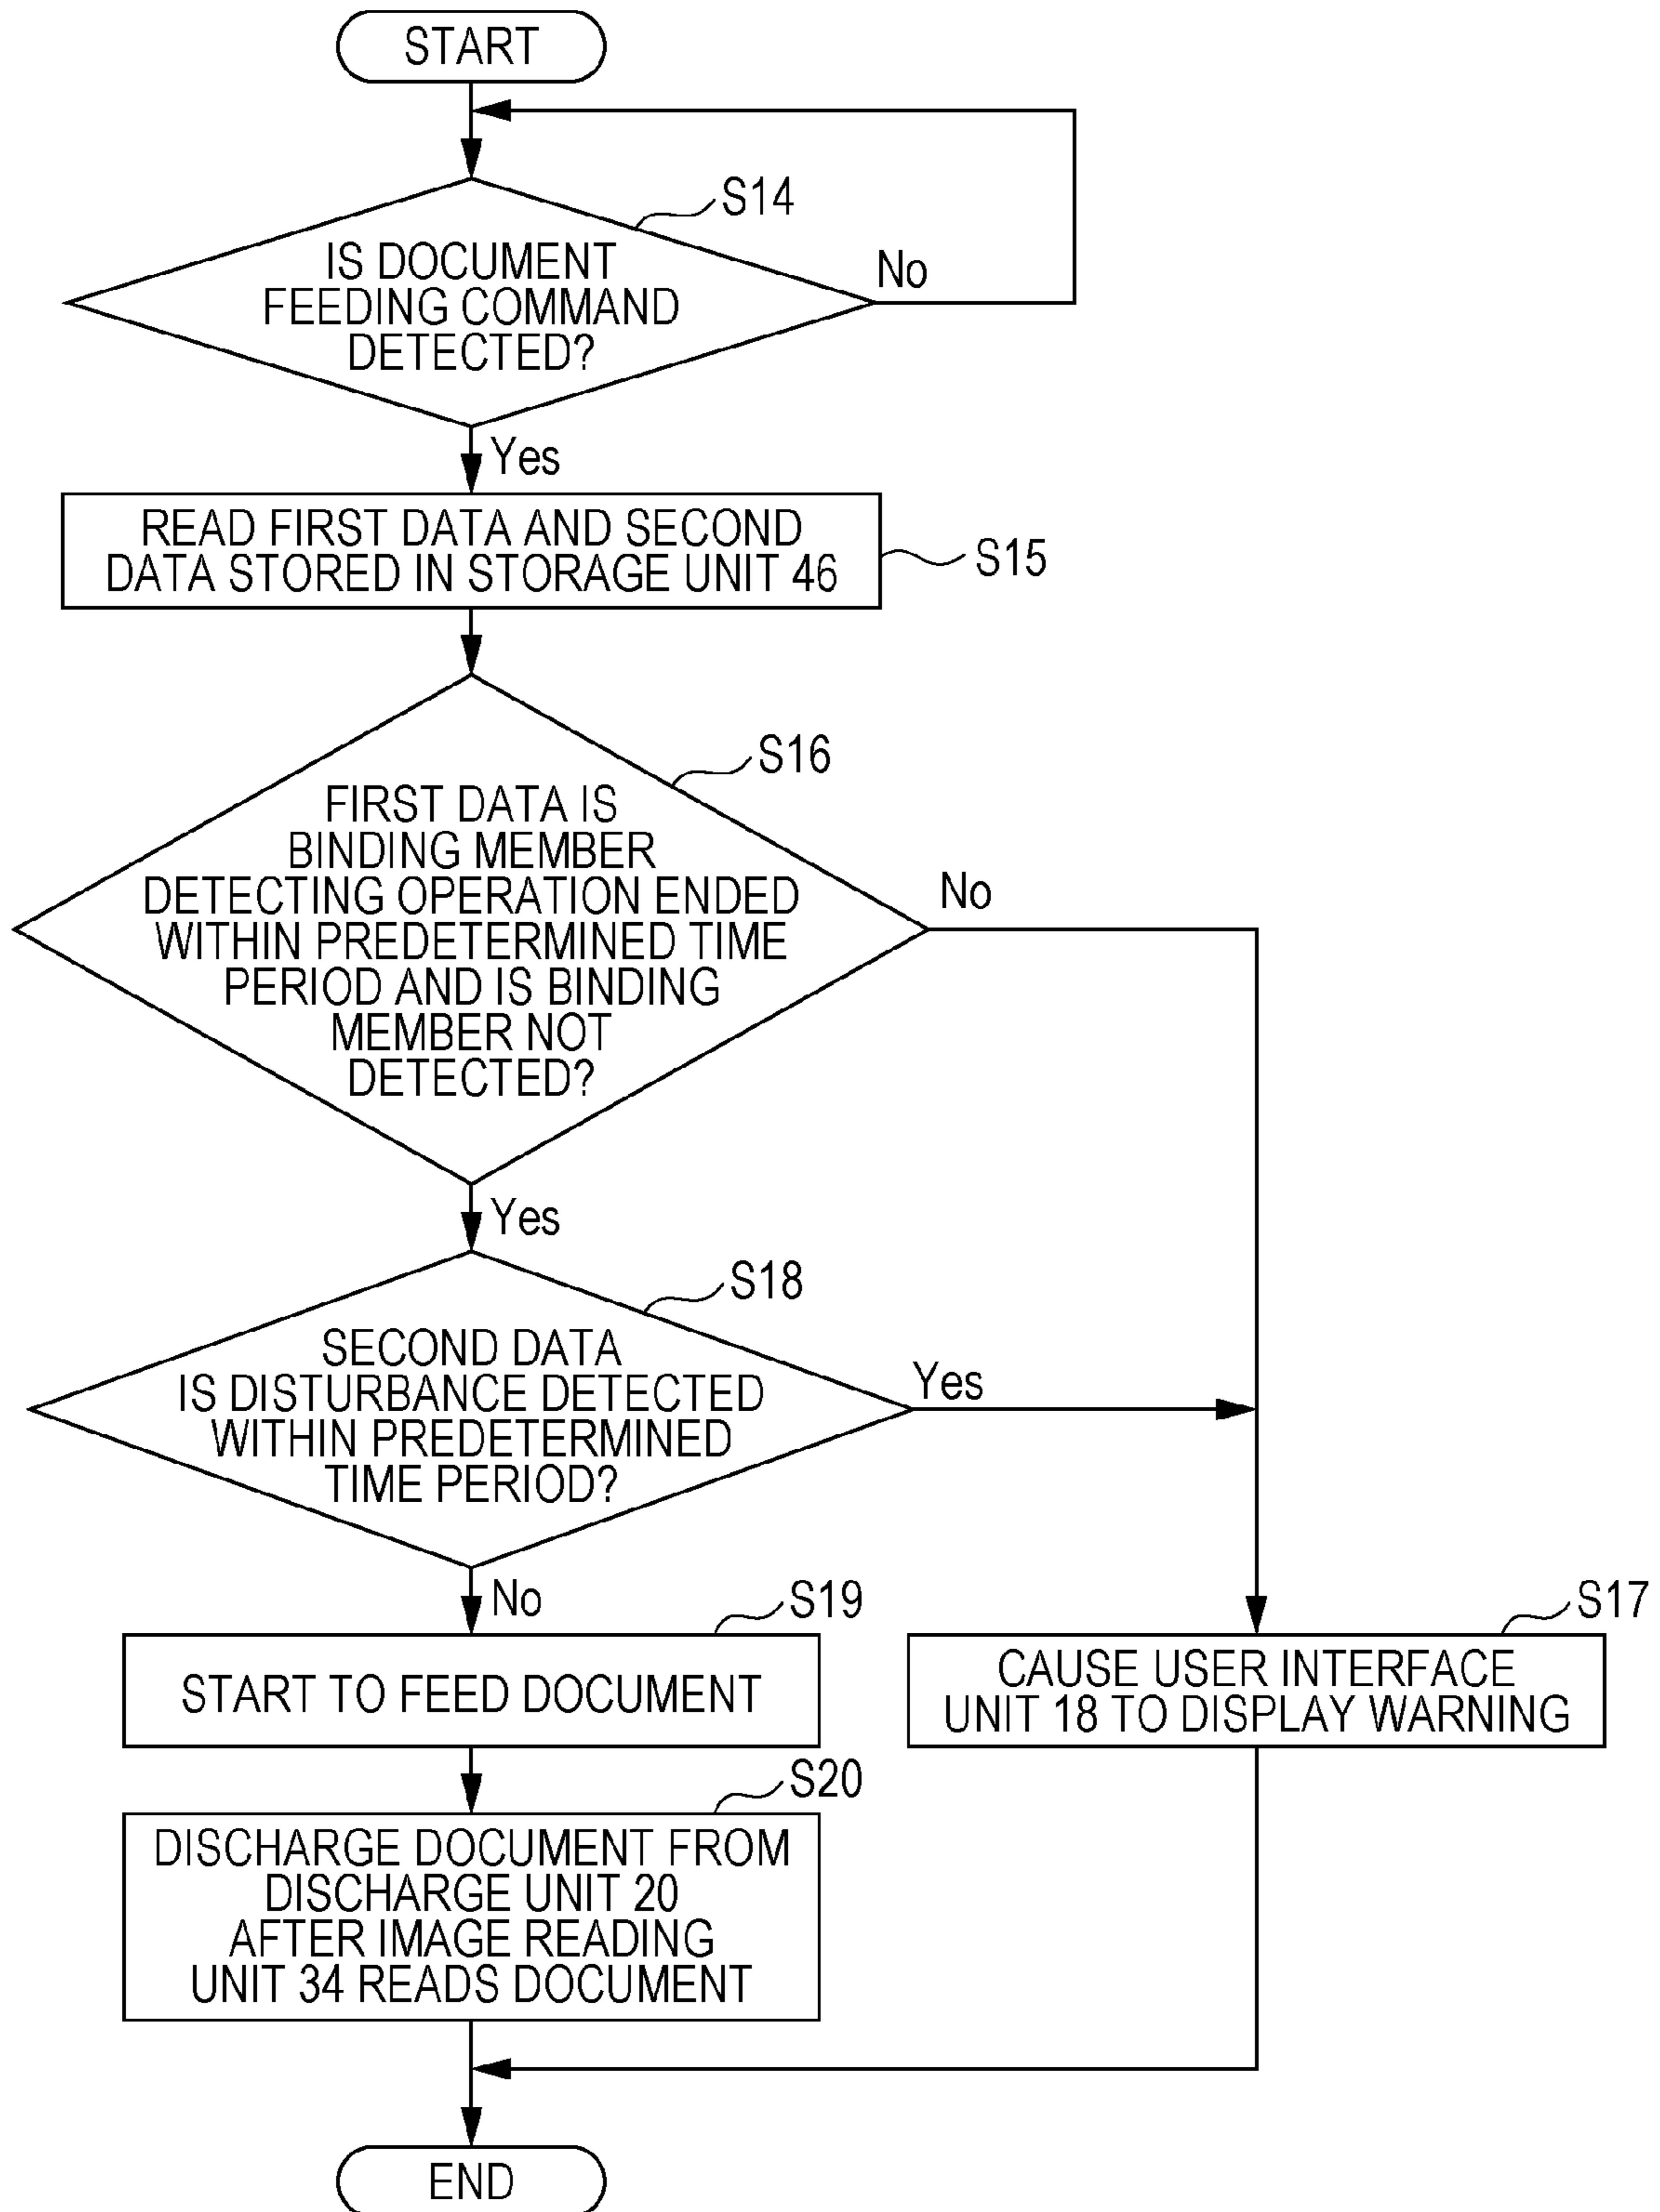 START
S14
IS DOCUMENT
FEEDING COMMAND
DETECTED?
No
Yes
READ FIRST DATA AND SECOND
DATA STORED IN STORAGE UNIT 46
S15
S16
FIRST DATA IS
BINDING MEMBER
DETECTING OPERATION ENDED
WITHIN PREDETERMINED TIME
PERIOD AND IS BINDING
MEMBER NOT
DETECTED?
No
Yes
S18
SECOND DATA
IS DISTURBANCE DETECTED
WITHIN PREDETERMINED
TIME PERIOD?
Yes
No
S19
START TO FEED DOCUMENT
S17
CAUSE USER INTERFACE
UNIT 18 TO DISPLAY WARNING
S20
DISCHARGE DOCUMENT FROM
DISCHARGE UNIT 20
AFTER IMAGE READING
UNIT 34 READS DOCUMENT
END